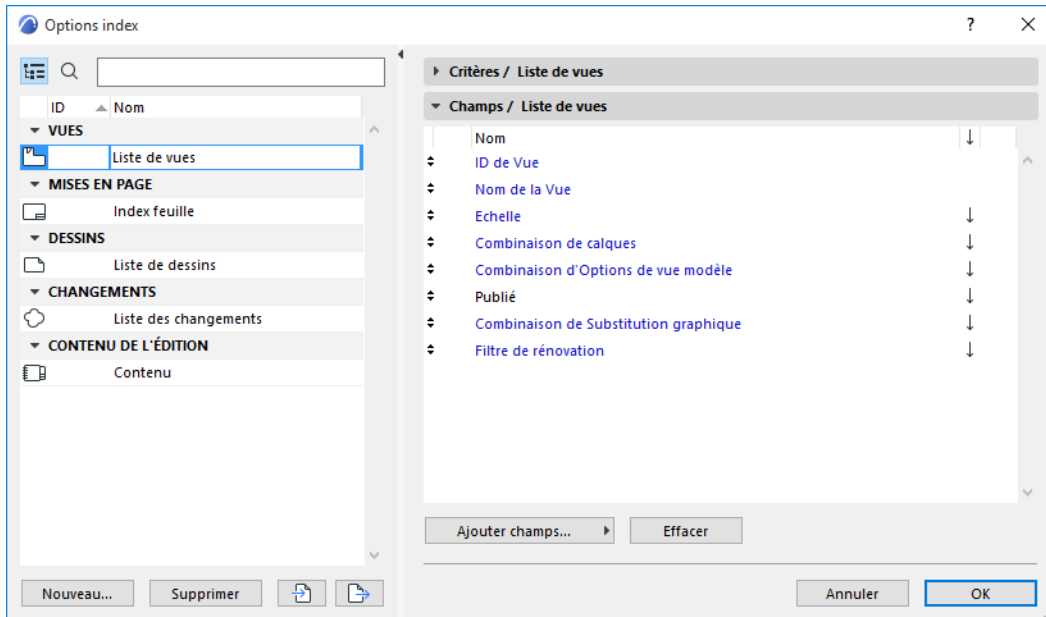 Options index
?
ID Nom
VUES
Liste de vues
MISES EN PAGE
Index feuille
DESSINS
Liste de dessins
CHANGEMENTS
Liste des changements
CONTENU DE L'ÉDITION
Contenu
Nouveau...
Supprimer
Critères / Liste de vues
Champs / Liste de vues
Nom
ID de Vue
Nom de la Vue
Echelle
Combinaison de calques
Combinaison d'Options de vue modèle
Publié
Combinaison de Substitution graphique
Filtre de rénovation
Ajouter champs...
Effacer
Annuler
OK